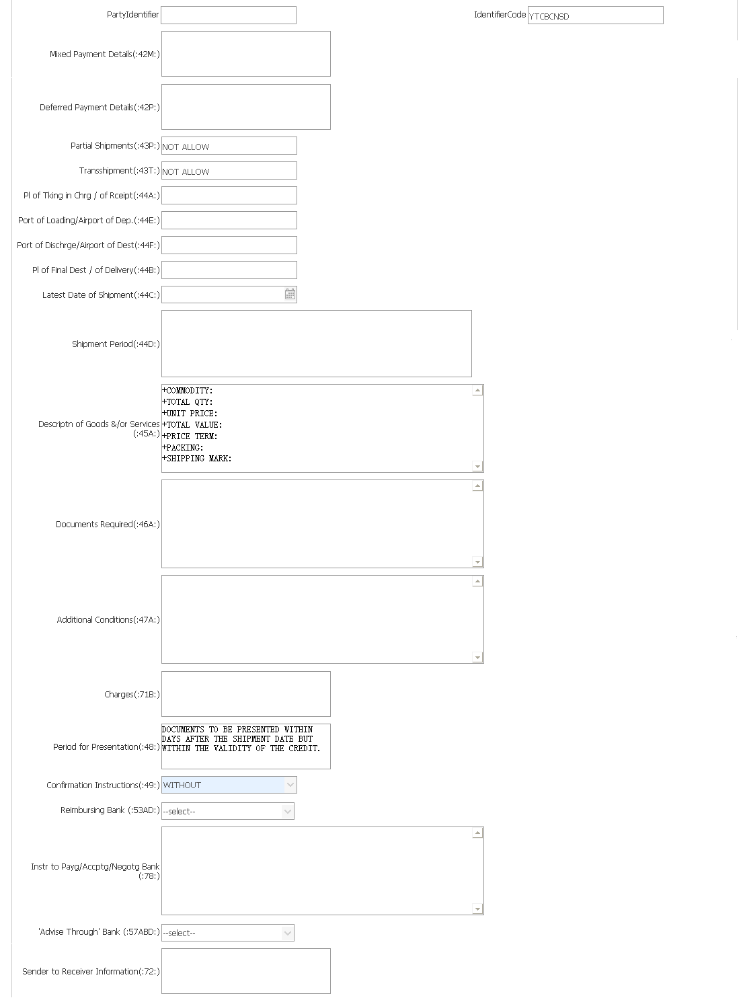 PartyIdentifier
IdentifierCode YTCBCNSD
Mixed Payment Details(:42M:)
Deferred Payment Details(:42P:)
Partial Shipments(:43P:) NOT ALLOW
Transshipment(:43T:) NOT ALLOW
Pl of Tking in Chrg / of Rceipt(:44A:)
Port of Loading/Airport of Dep.(:44E:)
Port of Dischrge/Airport of Dest(:44F:)
Pl of Final Dest / of Delivery(:44B:)
Latest Date of Shipment(:44C:)
Shipment Period(:44D:)
Descriptn of Goods &/or Services
(:45A:)
+COMMODITY:
+TOTAL QTY:
+UNIT PRICE:
+TOTAL VALUE:
+PRICE TERM:
+PACKING:
+SHIPPING MARK:
Documents Required(:46A:)
Additional Conditions(:47A:)
Charges(:71B:)
Period for Presentation(:48:)
DOCUMENTS TO BE PRESENTED WITHIN
DAYS AFTER THE SHIPMENT DATE BUT
WITHIN THE VALIDITY OF THE CREDIT.
Confirmation Instructions(:49:) WITHOUT
Reimbursing Bank (:53AD:) --select--
Instr to Payg/Accptg/Negotg Bank
(:78:)
'Advise Through' Bank (:57ABD:) --select--
Sender to Receiver Information(:72:)